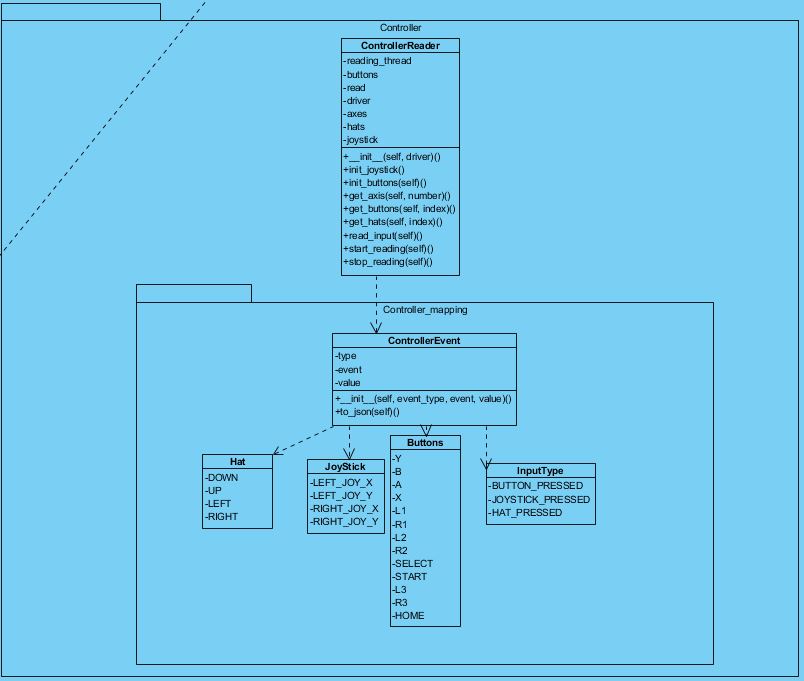 Controller
ControllerReader
-reading_thread
-buttons
-read
-driver
-axes
-hats
-joystick
+__init__(self, driver)()
+init_joystick()
+init_buttons(self)()
+get_axis(self, number)()
+get_buttons(self, index)()
+get_hats(self, index)()
+read_input(self)()
+start_reading(self)()
+stop_reading(self)()
Controller_mapping
ControllerEvent
-type
-event
-value
+__init__(self, event_type, event, value)()
+to_json(self)()
Hat
-DOWN
-UP
-LEFT
-RIGHT
JoyStick
-LEFT_JOY_X
-LEFT_JOY_Y
-RIGHT_JOY_X
-RIGHT_JOY_Y
Buttons
-Y
-B
-A
-X
-L1
-R1
-L2
-R2
-SELECT
-START
-L3
-R3
-HOME
InputType
-BUTTON_PRESSED
-JOYSTICK_PRESSED
-HAT_PRESSED